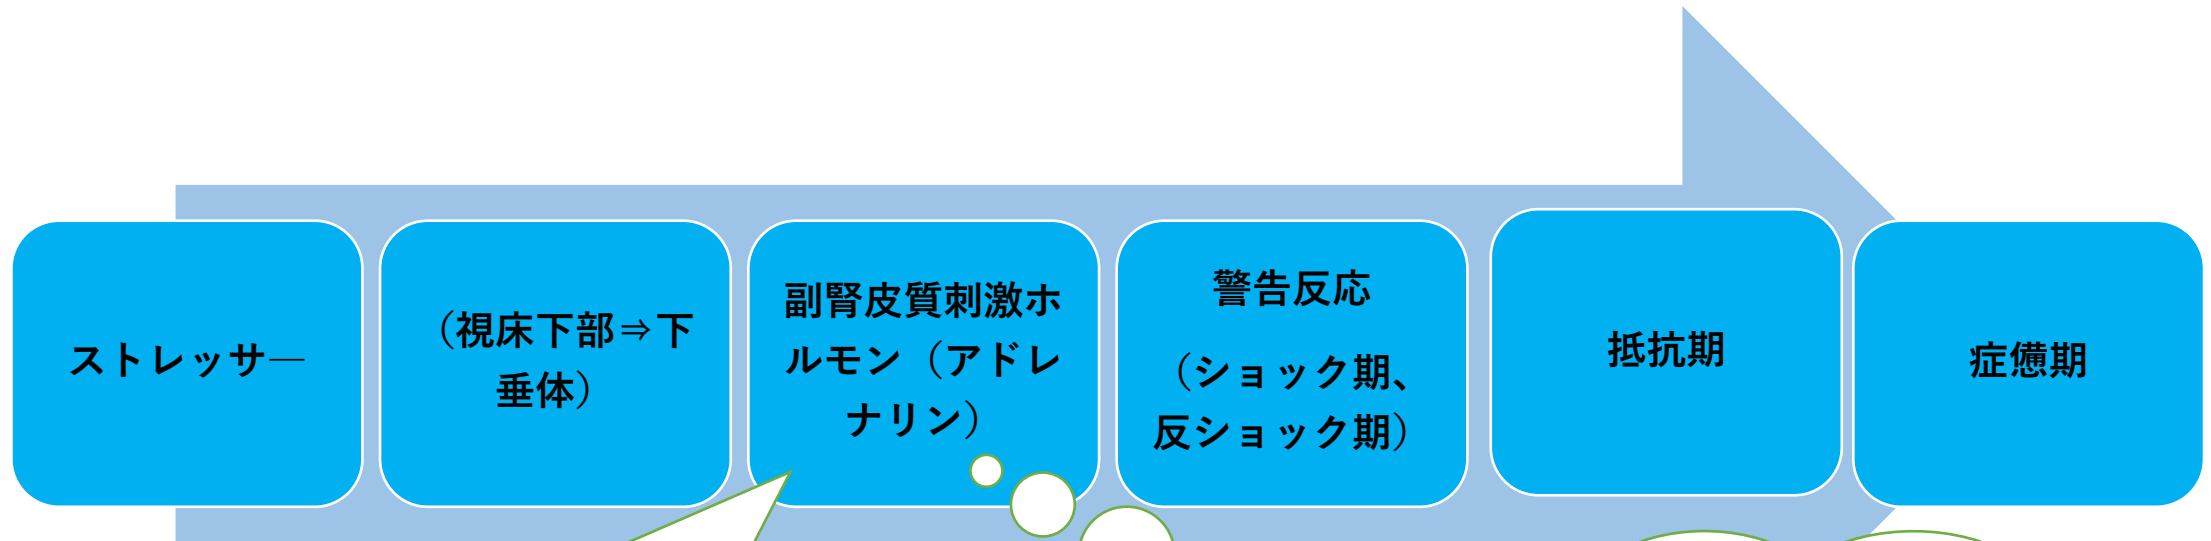 ストレッサ―
（視床下部⇒下
垂体）
副腎皮質刺激ホ
ルモン（アドレ
ナリン）
警告反応
（ショック期、
反ショック期）
抵抗期
症憊期